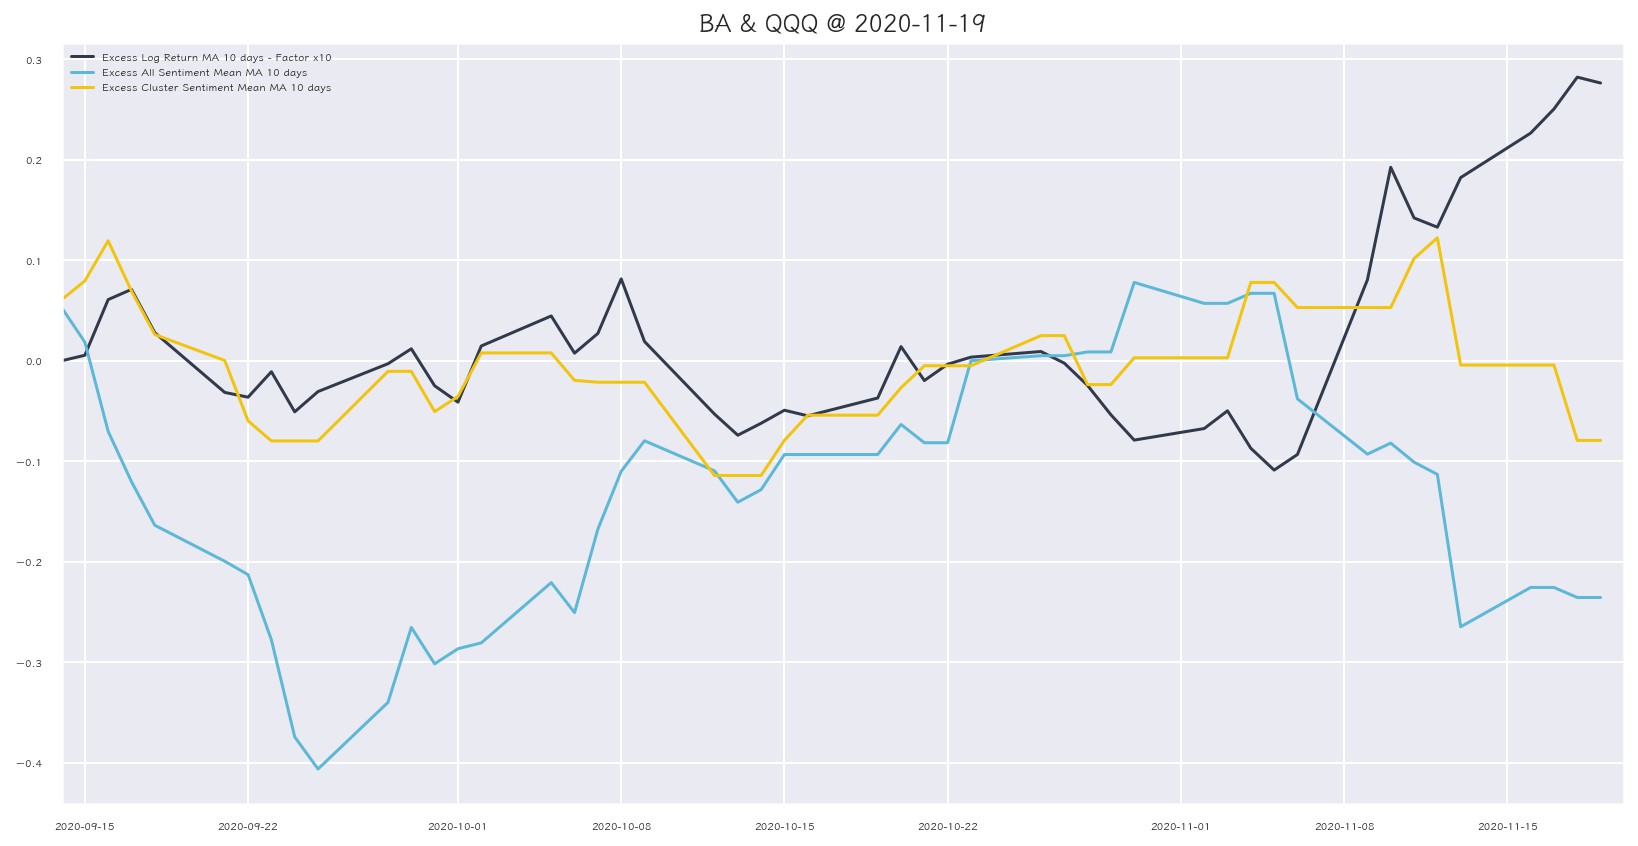 BA & QQQ @ 2020-11-19
Excess Log Return MA 10 days - Factor x10
Excess All Sentiment Mean MA 10 days
Excess Cluster Sentiment Mean MA 10 days
0.3
0.2
0.1
0.0
−0.1
−0.2
−0.3
−0.4
2020-09-15 2020-09-22 2020-10-01 2020-10-08 2020-10-15 2020-10-22 2020-11-01 2020-11-08 2020-11-15